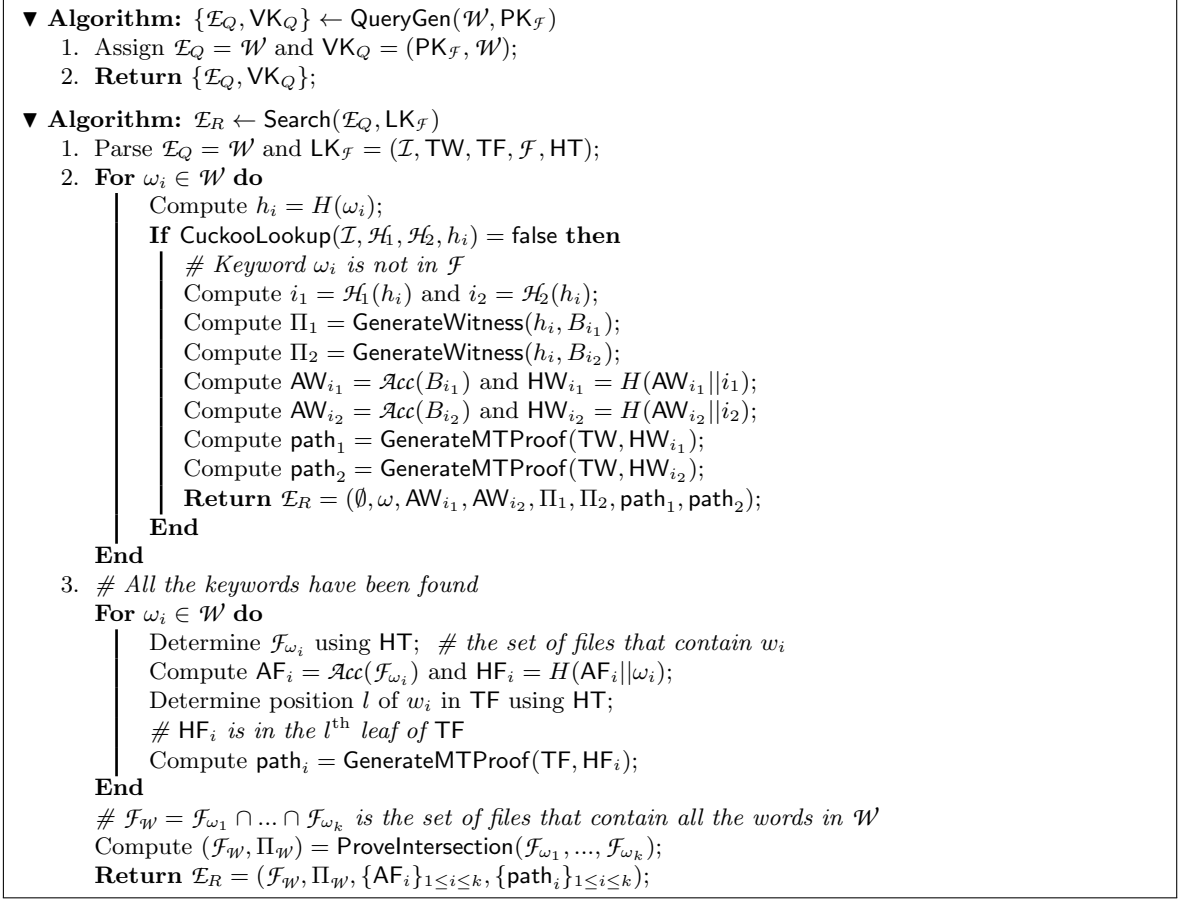 ▼ Algorithm: {ℰ_Q, VK_Q} ← QueryGen(𝒲, PK_ℱ)
1. Assign ℰ_Q = 𝒲 and VK_Q = (PK_ℱ, 𝒲);
2. Return {ℰ_Q, VK_Q};
▼ Algorithm: ℰ_R ← Search(ℰ_Q, LK_ℱ)
1. Parse ℰ_Q = 𝒲 and LK_ℱ = (ℐ, TW, TF, ℱ, HT);
2. For ω_i ∈ 𝒲 do
Compute h_i = H(ω_i);
If CuckooLookup(ℐ, ℋ_1, ℋ_2, h_i) = false then
# Keyword ω_i is not in ℱ
Compute i_1 = ℋ_1(h_i) and i_2 = ℋ_2(h_i);
Compute Π_1 = GenerateWitness(h_i, B_{i_1});
Compute Π_2 = GenerateWitness(h_i, B_{i_2});
Compute AW_{i_1} = 𝒜cc(B_{i_1}) and HW_{i_1} = H(AW_{i_1}||i_1);
Compute AW_{i_2} = 𝒜cc(B_{i_2}) and HW_{i_2} = H(AW_{i_2}||i_2);
Compute path_1 = GenerateMTProof(TW, HW_{i_1});
Compute path_2 = GenerateMTProof(TW, HW_{i_2});
Return ℰ_R = (∅, ω, AW_{i_1}, AW_{i_2}, Π_1, Π_2, path_1, path_2);
End
End
3. # All the keywords have been found
For ω_i ∈ 𝒲 do
Determine ℱ_{ω_i} using HT; # the set of files that contain w_i
Compute AF_i = 𝒜cc(ℱ_{ω_i}) and HF_i = H(AF_i||ω_i);
Determine position l of w_i in TF using HT;
# HF_i is in the l^th leaf of TF
Compute path_i = GenerateMTProof(TF, HF_i);
End
# ℱ_𝒲 = ℱ_{ω_1} ∩ ... ∩ ℱ_{ω_k} is the set of files that contain all the words in 𝒲
Compute (ℱ_𝒲, Π_𝒲) = ProveIntersection(ℱ_{ω_1}, ..., ℱ_{ω_k});
Return ℰ_R = (ℱ_𝒲, Π_𝒲, {AF_i}_{1≤i≤k}, {path_i}_{1≤i≤k});